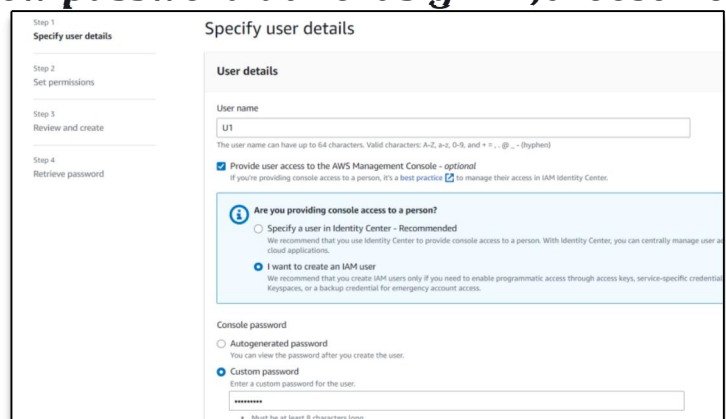 Step 1
Specify user details
Step 2
Set permissions
Step 3
Review and create
Step 4
Retrieve password
Specify user details
User details
User name
U1
The user name can have up to 64 characters. Valid characters: A-Z, a-z, 0-9, and + = , . @ _ - (hyphen)
Provide user access to the AWS Management Console - optional
If you're providing console access to a person, it's a best practice to manage their access in IAM Identity Center.
Are you providing console access to a person?
Specify a user in Identity Center - Recommended
We recommend that you use Identity Center to provide console access to a person. With Identity Center, you can centrally manage user
cloud applications.
I want to create an IAM user
We recommend that you create IAM users only if you need to enable programmatic access through access keys, service-specific credential
Keyspaces, or a backup credential for emergency account access.
Console password
Autogenerated password
You can view the password after you create the user.
Custom password
Enter a custom password for the user.
•••••••••
Must be at least 8 characters long